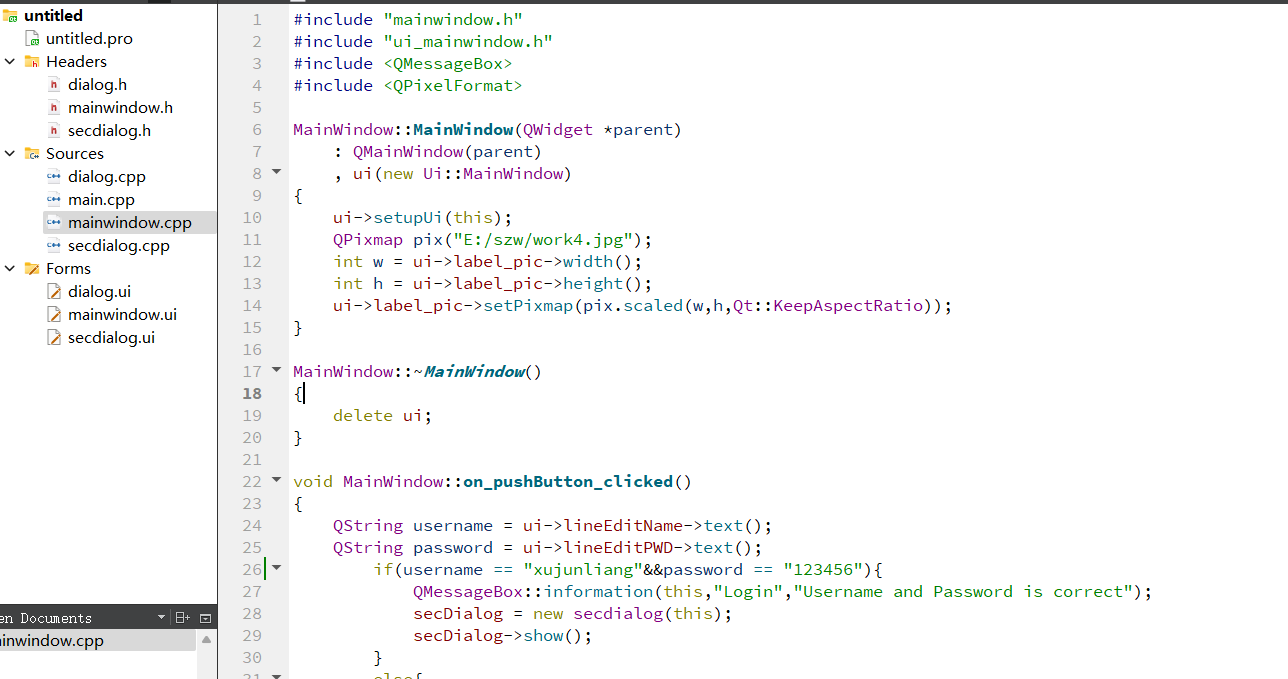 untitled
untitled.pro
Headers
dialog.h
mainwindow.h
secdialog.h
Sources
dialog.cpp
main.cpp
mainwindow.cpp
secdialog.cpp
Forms
dialog.ui
mainwindow.ui
secdialog.ui
en Documents
ainwindow.cpp
1 #include "mainwindow.h"
2 #include "ui_mainwindow.h"
3 #include <QMessageBox>
4 #include <QPixelFormat>
5
6 MainWindow::MainWindow(QWidget *parent)
7     : QMainWindow(parent)
8     , ui(new Ui::MainWindow)
9 {
10     ui->setupUi(this);
11     QPixmap pix("E:/szw/work4.jpg");
12     int w = ui->label_pic->width();
13     int h = ui->label_pic->height();
14     ui->label_pic->setPixmap(pix.scaled(w,h,Qt::KeepAspectRatio));
15 }
16
17 MainWindow::~MainWindow()
18 {
19     delete ui;
20 }
21
22 void MainWindow::on_pushButton_clicked()
23 {
24     QString username = ui->lineEditName->text();
25     QString password = ui->lineEditPWD->text();
26         if(username == "xujunliang"&&password == "123456"){
27             QMessageBox::information(this,"Login","Username and Password is correct");
28             secDialog = new secdialog(this);
29             secDialog->show();
30         }
31         else{